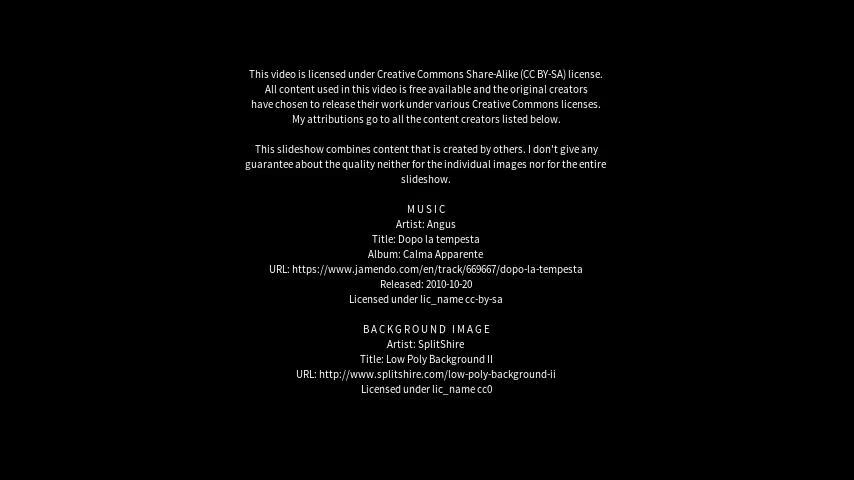 This video is licensed under Creative Commons Share-Alike (CC BY-SA) license.
All content used in this video is free available and the original creators
have chosen to release their work under various Creative Commons licenses.
My attributions go to all the content creators listed below.
This slideshow combines content that is created by others. I don't give any
guarantee about the quality neither for the individual images nor for the entire
slideshow.
MUSIC
Artist: Angus
Title: Dopo la tempesta
Album: Calma Apparente
URL: https://www.jamendo.com/en/track/669667/dopo-la-tempesta
Released: 2010-10-20
Licensed under lic_name cc-by-sa
BACKGROUND IMAGE
Artist: SplitShire
Title: Low Poly Background II
URL: http://www.splitshire.com/low-poly-background-ii
Licensed under lic_name cc0